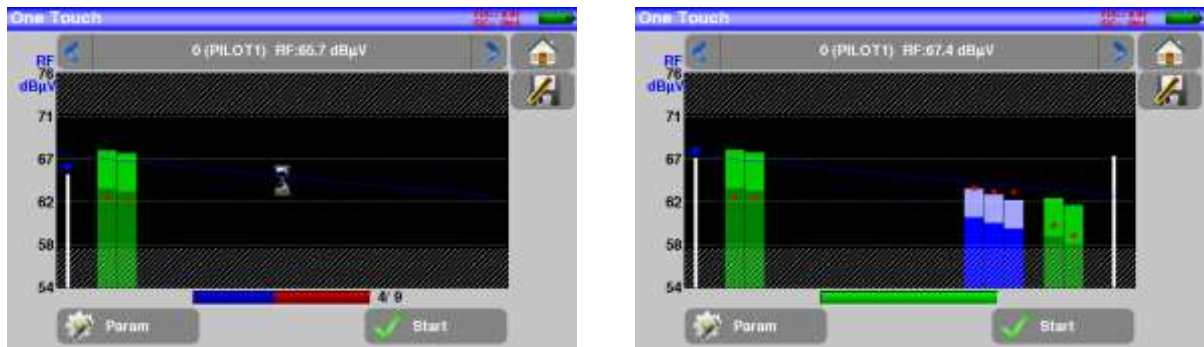 One Touch
0 (PILOT1) RF:65.7 dBµV
RF
76
dBµV
71
67
62
58
54
4/ 9
Param
Start
One Touch
0 (PILOT1) RF:67.4 dBµV
RF
76
dBµV
71
67
62
58
54
Param
Start